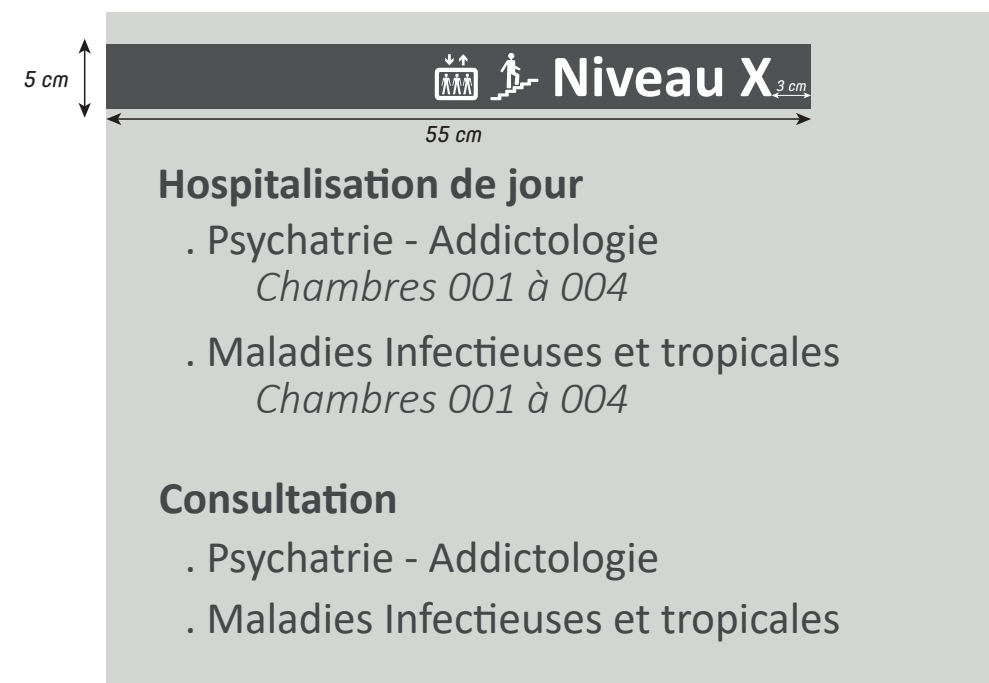 5 cm
Niveau X
3 cm
55 cm
Hospitalisation de jour
. Psychatrie - Addictologie
Chambres 001 à 004
. Maladies Infectieuses et tropicales
Chambres 001 à 004
Consultation
. Psychatrie - Addictologie
. Maladies Infectieuses et tropicales